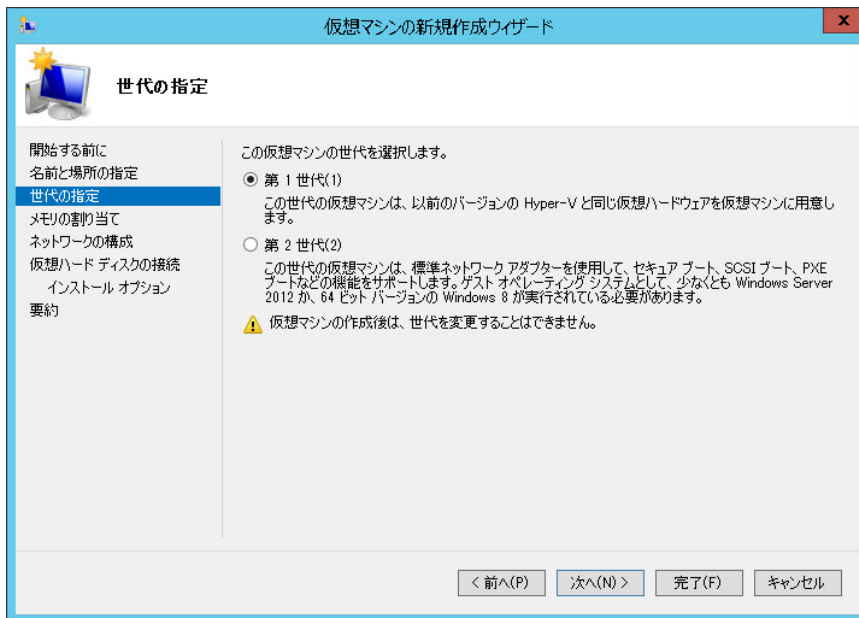 仮想マシンの新規作成ウィザード
x
世代の指定
開始する前に
名前と場所の指定
世代の指定
メモリの割り当て
ネットワークの構成
仮想ハード ディスクの接続
インストール オプション
要約
この仮想マシンの世代を選択します。
第 1 世代(1)
この世代の仮想マシンは、以前のバージョンの Hyper-V と同じ仮想ハードウェアを仮想マシンに用意し
ます。
第 2 世代(2)
この世代の仮想マシンは、標準ネットワーク アダプターを使用して、セキュア ブート、SCSI ブート、PXE
ブートなどの機能をサポートします。ゲスト オペレーティング システムとして、少なくとも Windows Server
2012 か、64 ビット バージョンの Windows 8 が実行されている必要があります。
仮想マシンの作成後は、世代を変更することはできません。
< 前へ(P)
次へ(N) >
完了(F)
キャンセル